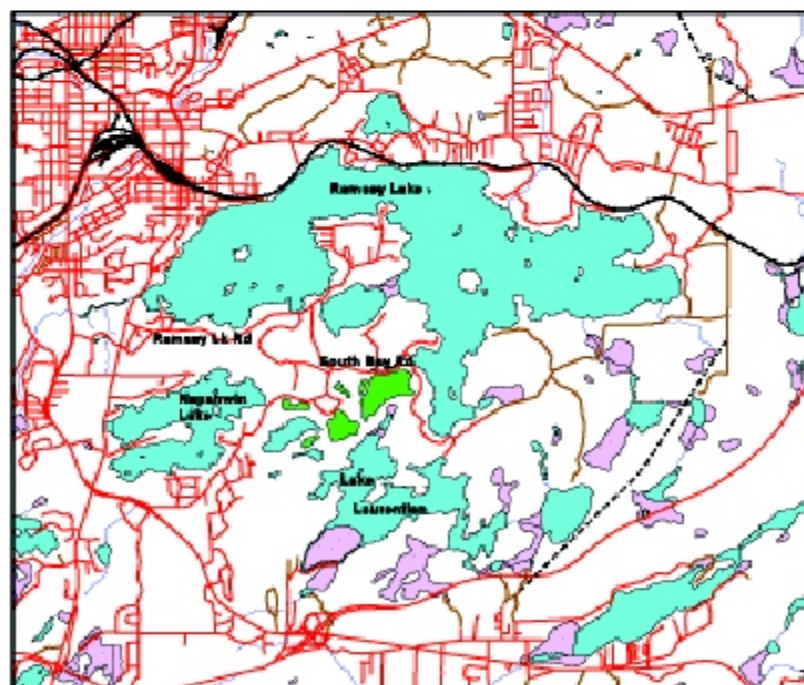 Ramsey Lake
Ramsey Lk Rd
South Bay Rd
Nepahwin
Lake
Lake
Laurentian